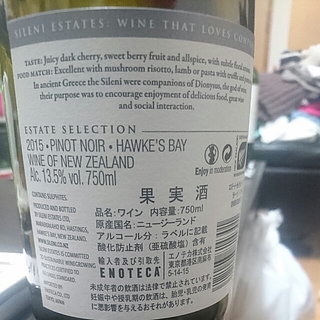 SILENI ESTATES: WINE THAT LOVES
TASTE: Juicy dark cherry, sweet berry fruit and allspice, with subtle floral
FOOD MATCH: Excellent with mushroom risotto, lamb or pasta with truffle and
In ancient Greece the Sileni were companions of Dionysus, the god of wine,
their purpose was to encourage enjoyment of delicious food, great wine
and social interaction.
ESTATE SELECTION
2015 • PINOT NOIR • HAWKE'S BAY
WINE OF NEW ZEALAND
Alc. 13.5% vol. 750ml
Enjoy in moderation
CONTAINS SULPHITES.
PRODUCED AND BOTTLED
BY SILENI ESTATES LTD,
HASTINGS,
HAWKE'S BAY, NEW ZEALAND.
WWW.SILENI.CO.NZ
果実酒
品名:ワイン 内容量:750ml
原産国名:ニュージーランド
アルコール分:ラベルに記載
酸化防止剤(亜硫酸塩)含有
輸入者及び引取先
ENOTECA
エノテカ株式会社
東京都港区南麻布
5-14-15
未成年者の飲酒は法律で禁止されています。
妊娠中や授乳期の飲酒は、胎児・乳児の発育
に悪影響を与えるおそれがあります。